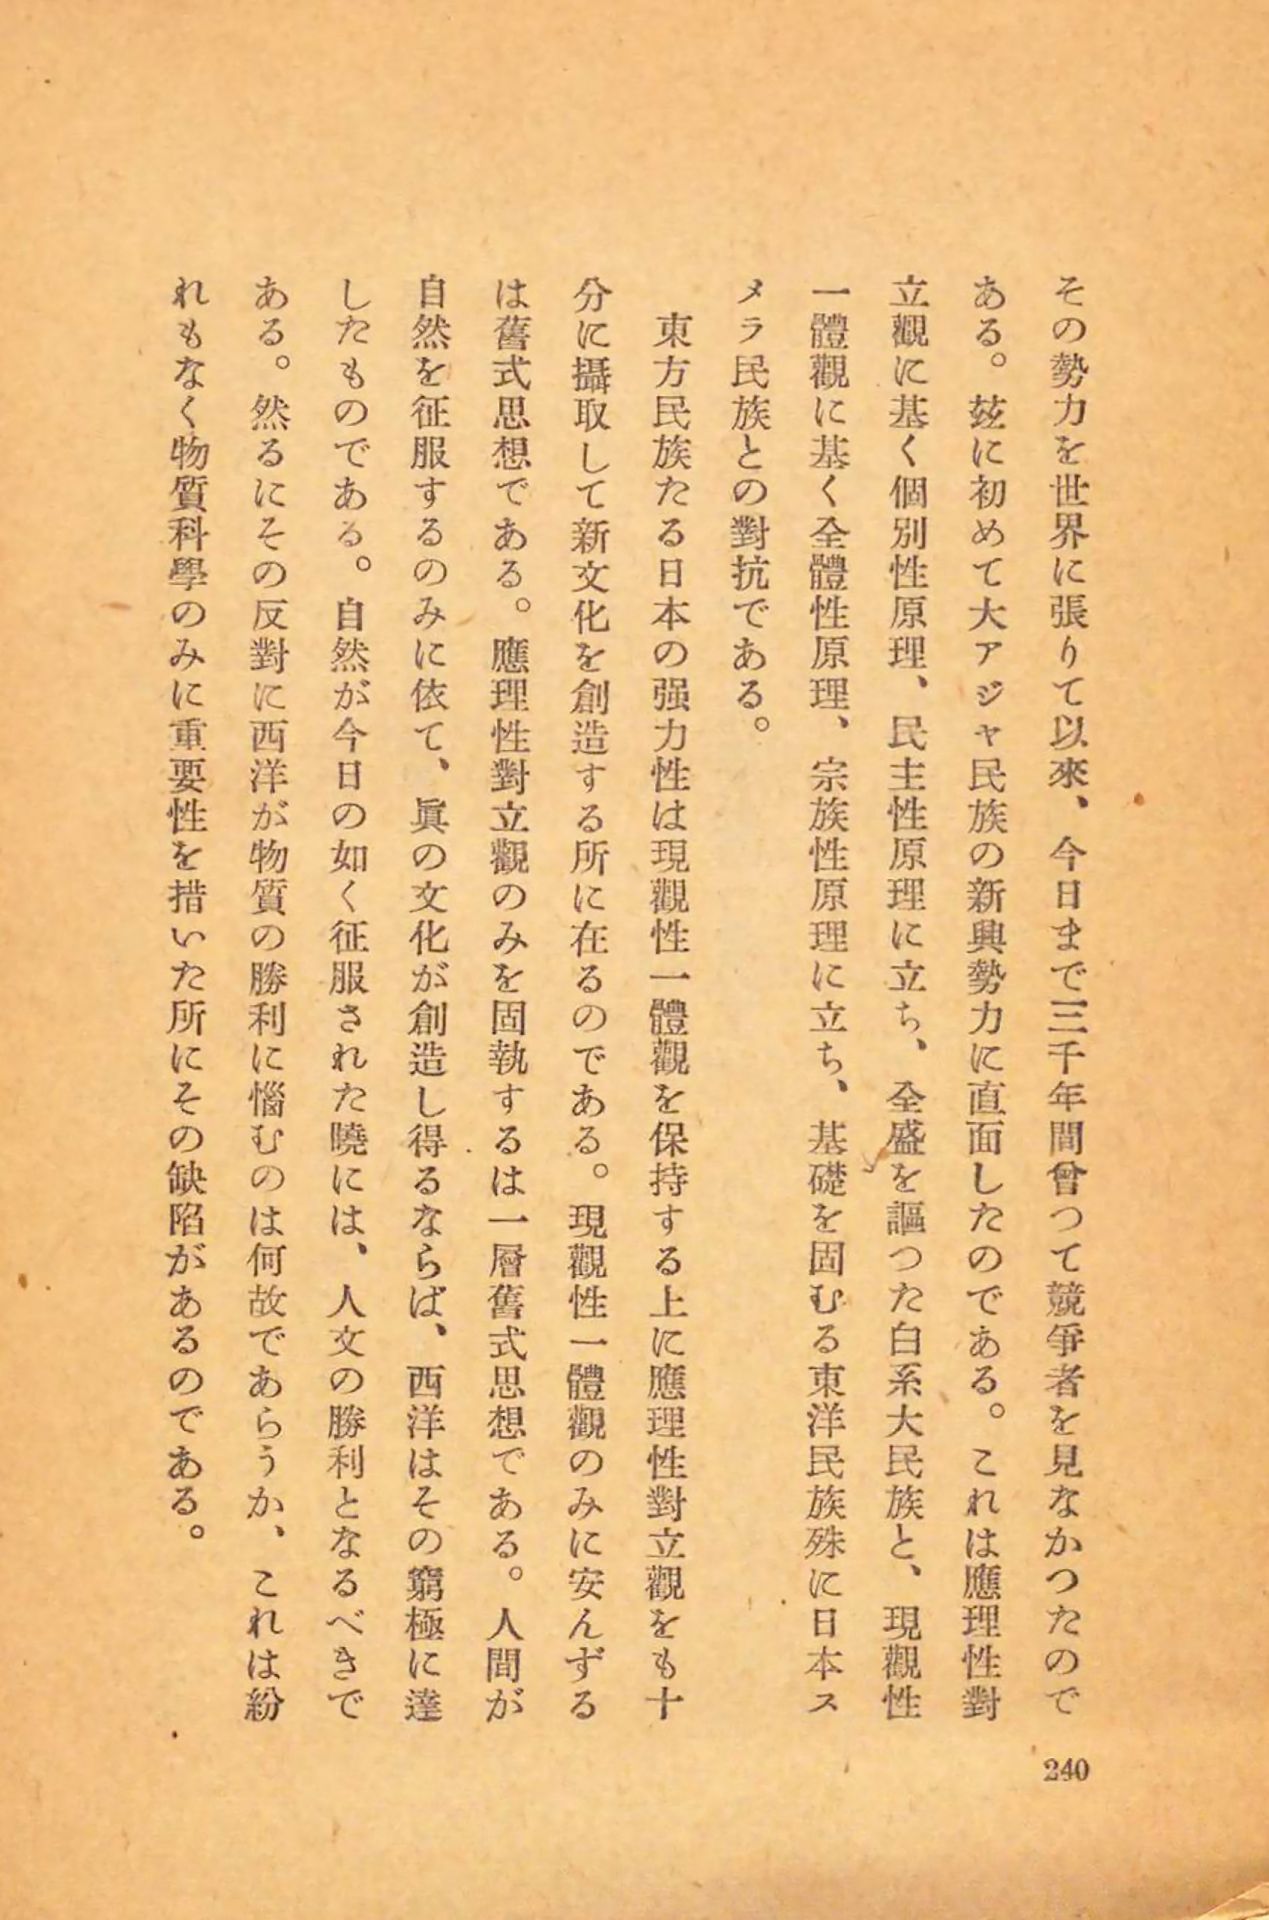 その勢力を世界に張りて以來、今日まで三千年間曾つて競爭者を見なかつたので
ある。玆に初めて大アジャ民族の新興勢力に直面したのである。これは應理性對
立觀に基く個別性原理、民主性原理に立ち、全盛を謳つた白系大民族と、現觀性
一體觀に基く全體性原理、宗族性原理に立ち、基礎を固むる東洋民族殊に日本ス
メラ民族との對抗である。
東方民族たる日本の强力性は現觀性一體觀を保持する上に應理性對立觀をも十
分に攝取して新文化を創造する所に在るのである。現觀性一體觀のみに安んずる
は舊式思想である。應理性對立觀のみを固執するは一層舊式思想である。人間が
自然を征服するのみに依て、眞の文化が創造し得るならば、西洋はその窮極に達
したものである。自然が今日の如く征服された曉には、人文の勝利となるべきで
ある。然るにその反對に西洋が物質の勝利に惱むのは何故であらうか、これは紛
れもなく物質科學のみに重要性を措いた所にその缺陷があるのである。
240